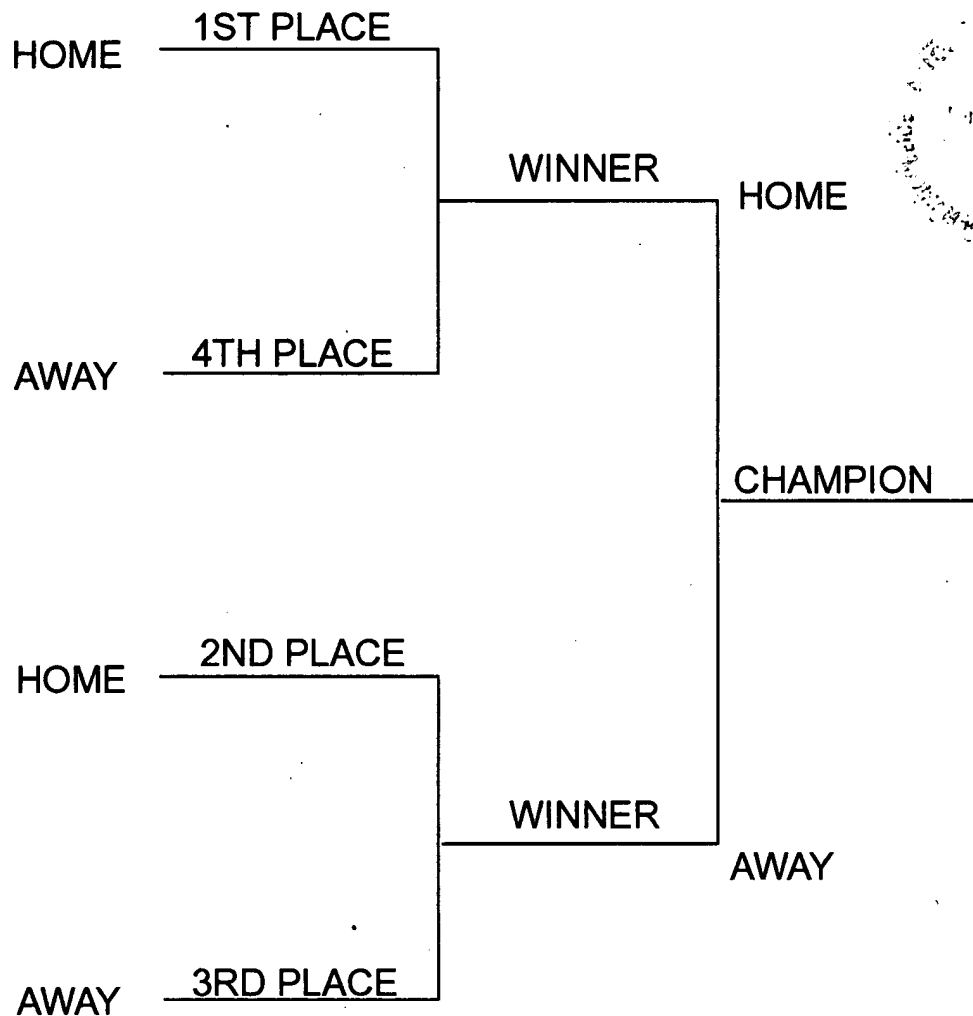 1ST PLACE
HOME
WINNER
HOME
4TH PLACE
AWAY
CHAMPION
2ND PLACE
HOME
WINNER
AWAY
3RD PLACE
AWAY